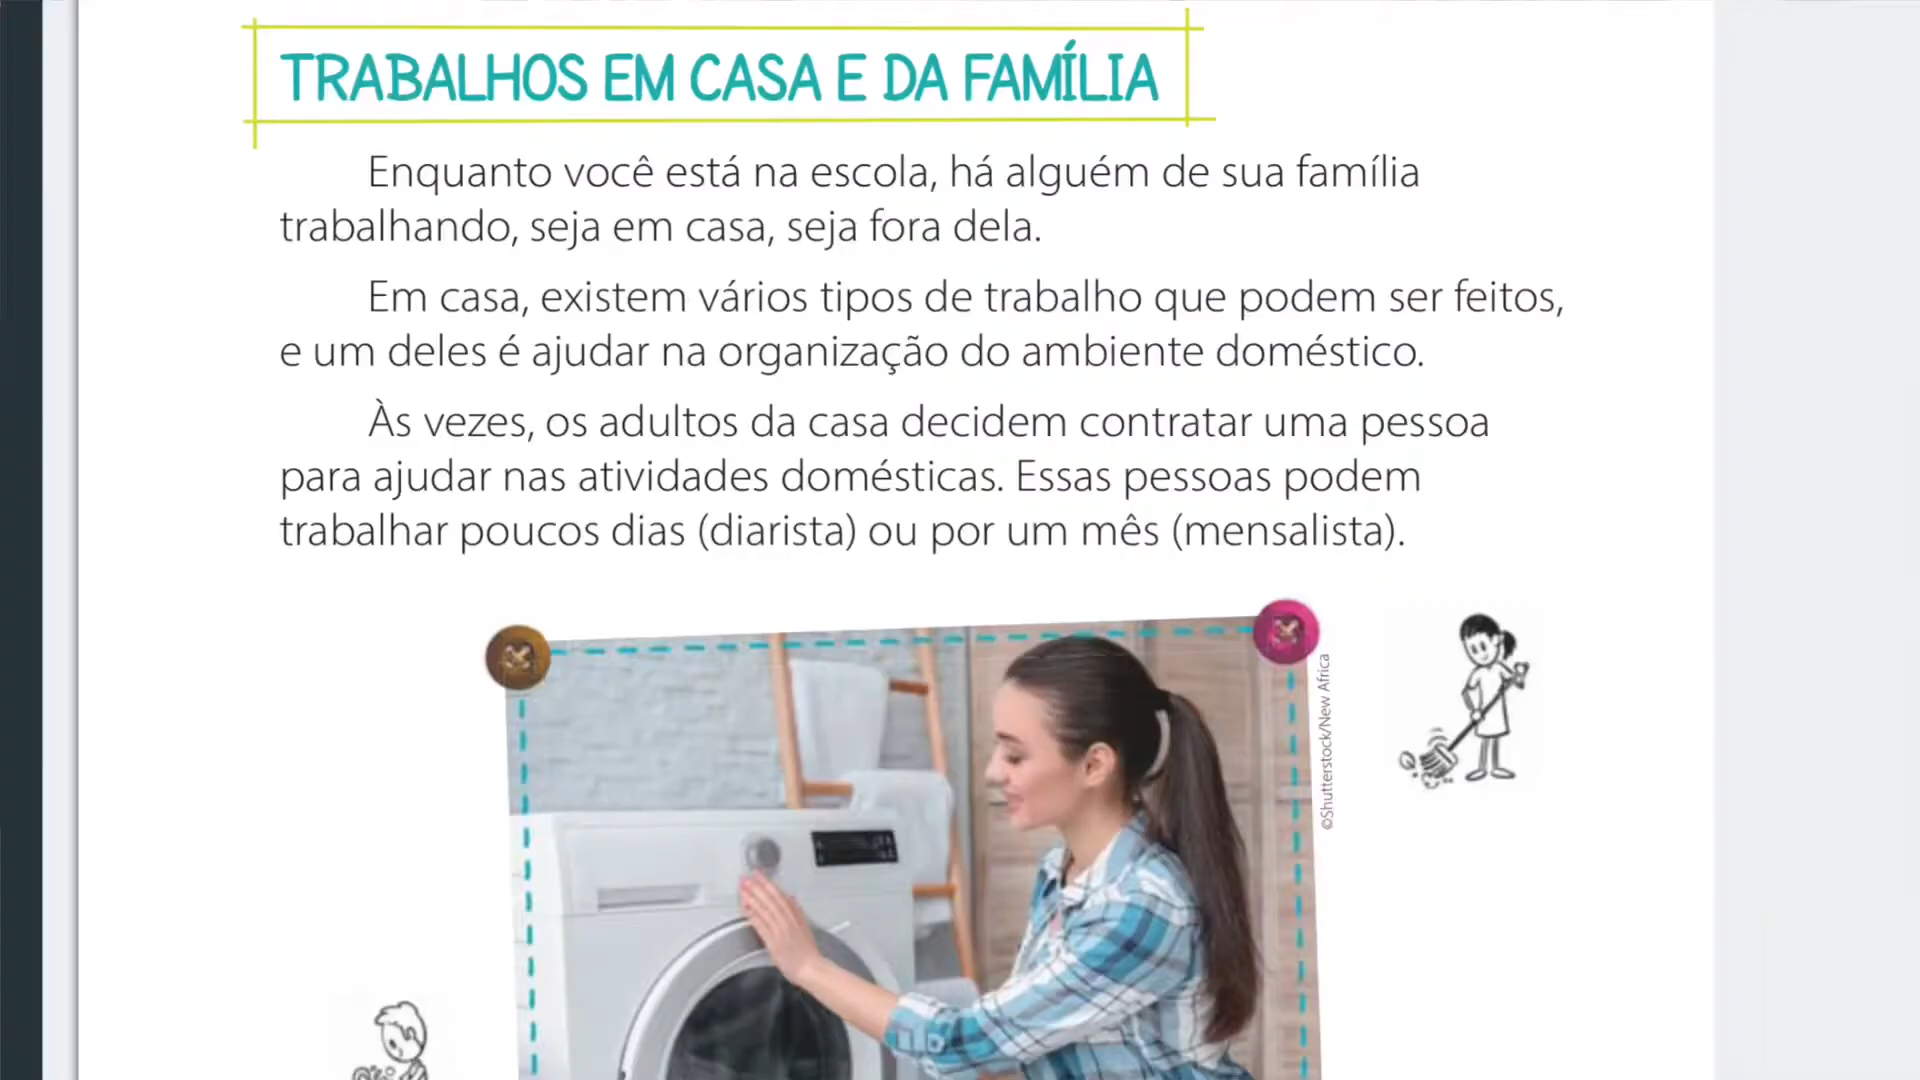 TRABALHOS EM CASA E DA FAMÍLIA
Enquanto você está na escola, há alguém de sua família
trabalhando, seja em casa, seja fora dela.
Em casa, existem vários tipos de trabalho que podem ser feitos,
e um deles é ajudar na organização do ambiente doméstico.
Às vezes, os adultos da casa decidem contratar uma pessoa
para ajudar nas atividades domésticas. Essas pessoas podem
trabalhar poucos dias (diarista) ou por um mês (mensalista).
©Shutterstock/New Africa